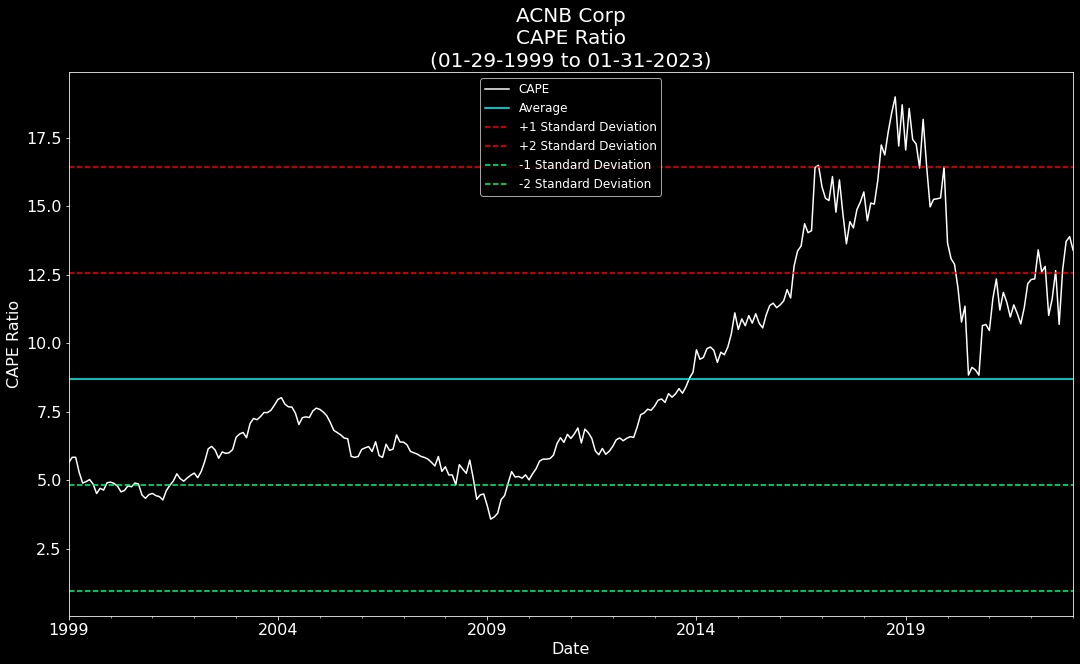 ACNB Corp
CAPE Ratio
(01-29-1999 to 01-31-2023)
CAPE
Average
+1 Standard Deviation
+2 Standard Deviation
-1 Standard Deviation
-2 Standard Deviation
17.5
15.0
12.5
10.0
7.5
5.0
2.5
CAPE Ratio
1999
2004
2009
2014
2019
Date